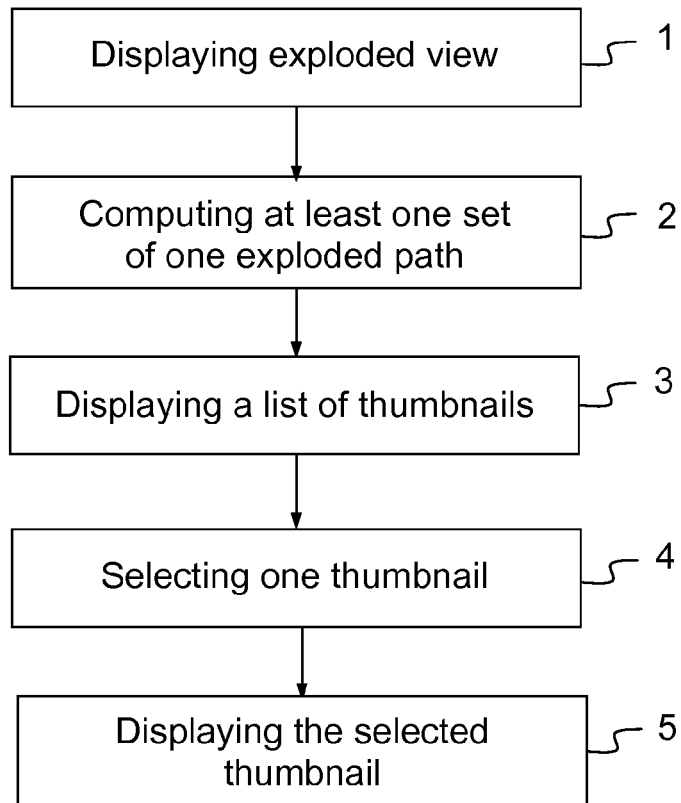 Displaying exploded view
1
Computing at least one set
of one exploded path
2
Displaying a list of thumbnails
3
Selecting one thumbnail
4
Displaying the selected
thumbnail
5